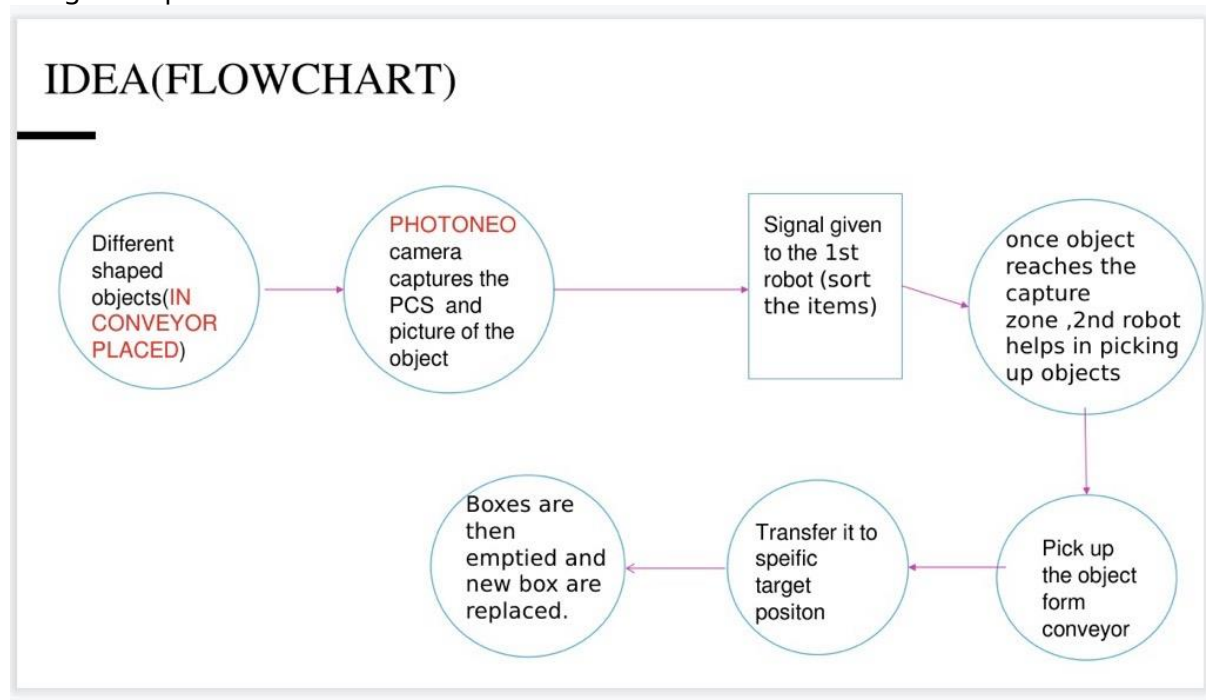 IDEA(FLOWCHART)
Different
shaped
objects(IN
CONVEYOR
PLACED)
PHOTONEO
camera
captures the
PCS and
picture of the
object
Signal given
to the 1st
robot (sort
the items)
once object
reaches the
capture
zone ,2nd robot
helps in picking
up objects
Pick up
the object
form
conveyor
Transfer it to
speific
target
positon
Boxes are
then
emptied and
new box are
replaced.